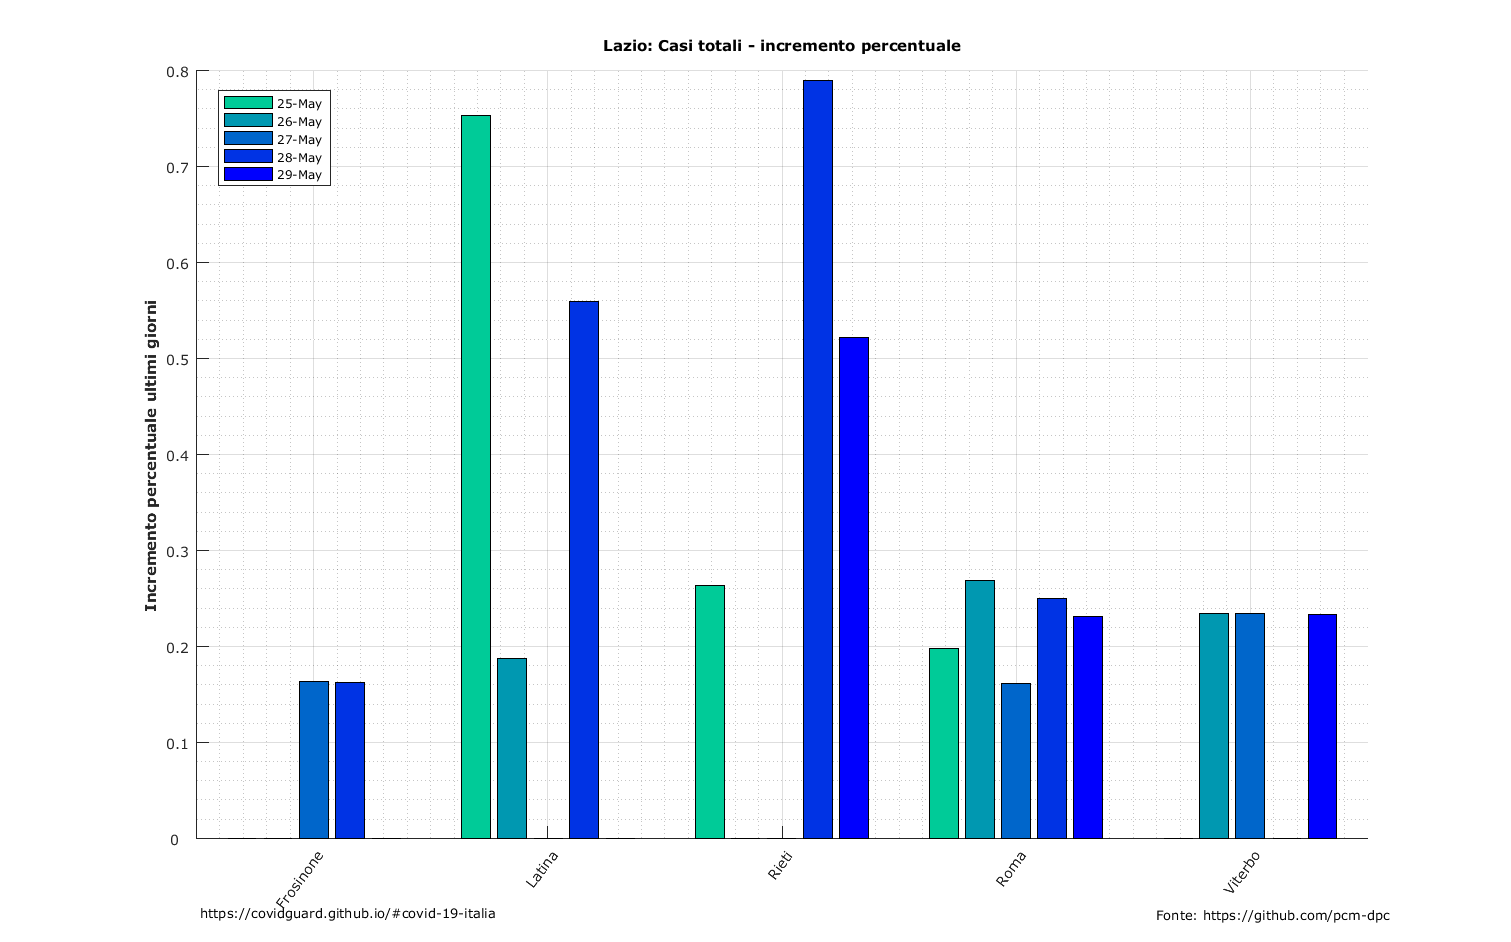 Lazio: Casi totali - incremento percentuale
0.8
0.7
0.6
0.5
0.4
0.3
0.2
0.1
0
Incremento percentuale ultimi giorni
25-May
26-May
27-May
28-May
29-May
Frosinone
Latina
Rieti
Roma
Viterbo
https://covidguard.github.io/#covid-19-italia
Fonte: https://github.com/pcm-dpc